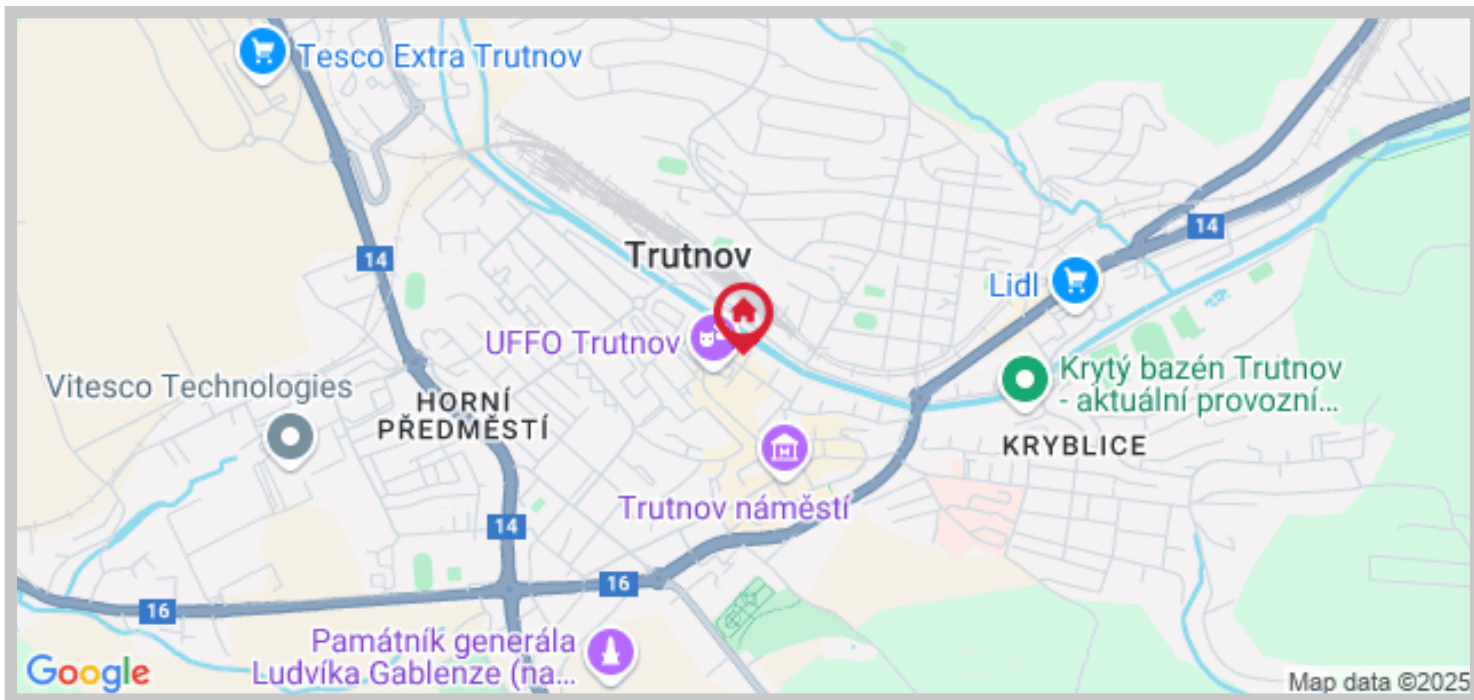 Tesco Extra Trutnov
14
14
Trutnov
Lidl
UFFO Trutnov
Krytý bazén Trutnov
- aktuální provozní...
Vitesco Technologies
HORNÍ
PŘEDMĚSTÍ
KRYBLICE
Trutnov náměstí
14
16
16
Památník generála
Ludvíka Gablenze (na...
Google
Map data ©2025